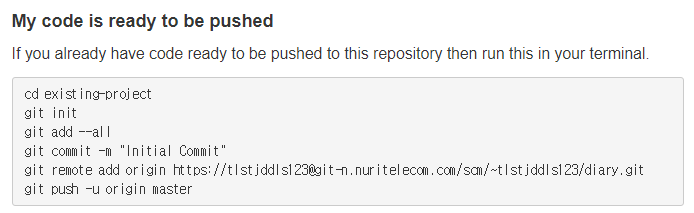 My code is ready to be pushed
If you already have code ready to be pushed to this repository then run this in your terminal.
cd existing-project
git init
git add --all
git commit -m "Initial Commit"
git remote add origin https://tlstjddls123@git-n.nuritelecom.com/scm/~tlstjddls123/diary.git
git push -u origin master